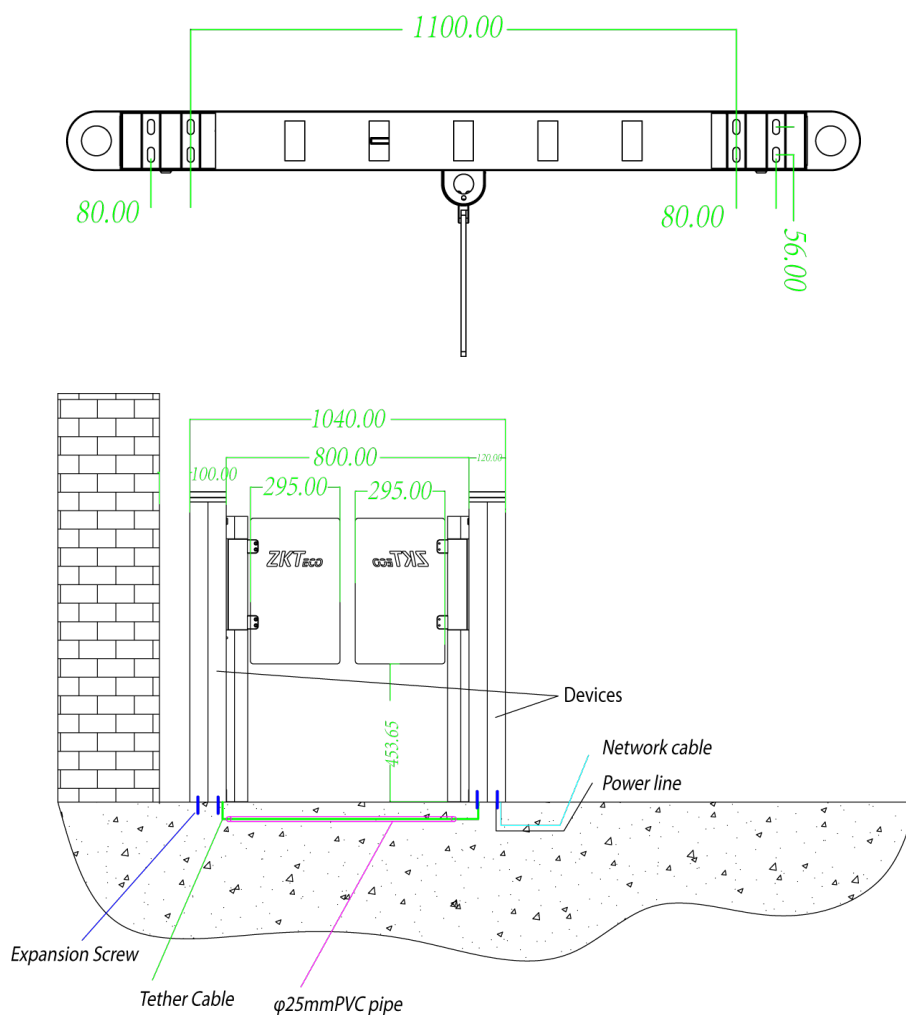 1100.00
80.00
80.00
56.00
1040.00
100.00
800.00
120.00
295.00
295.00
ZKTECO
ZKTECO
453.65
Devices
Network cable
Power line
Expansion Screw
Tether Cable
φ25mmPVC pipe